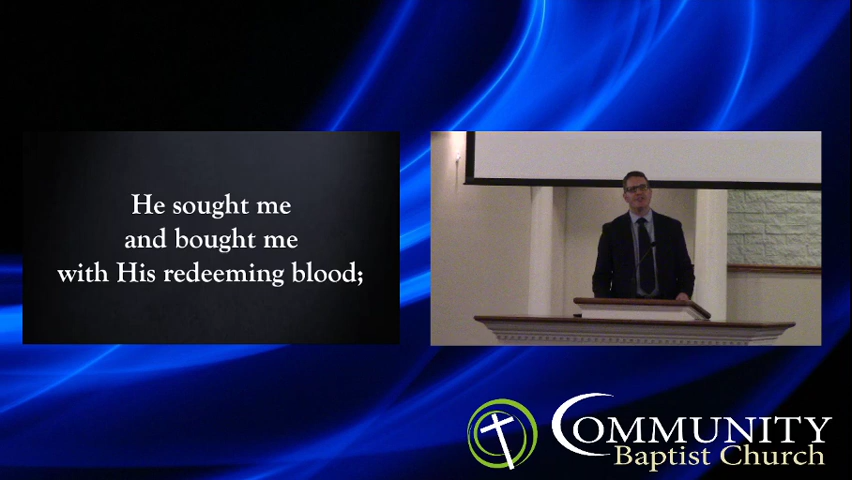 He sought me
and bought me
with His redeeming blood;
COMMUNITY
Baptist Church